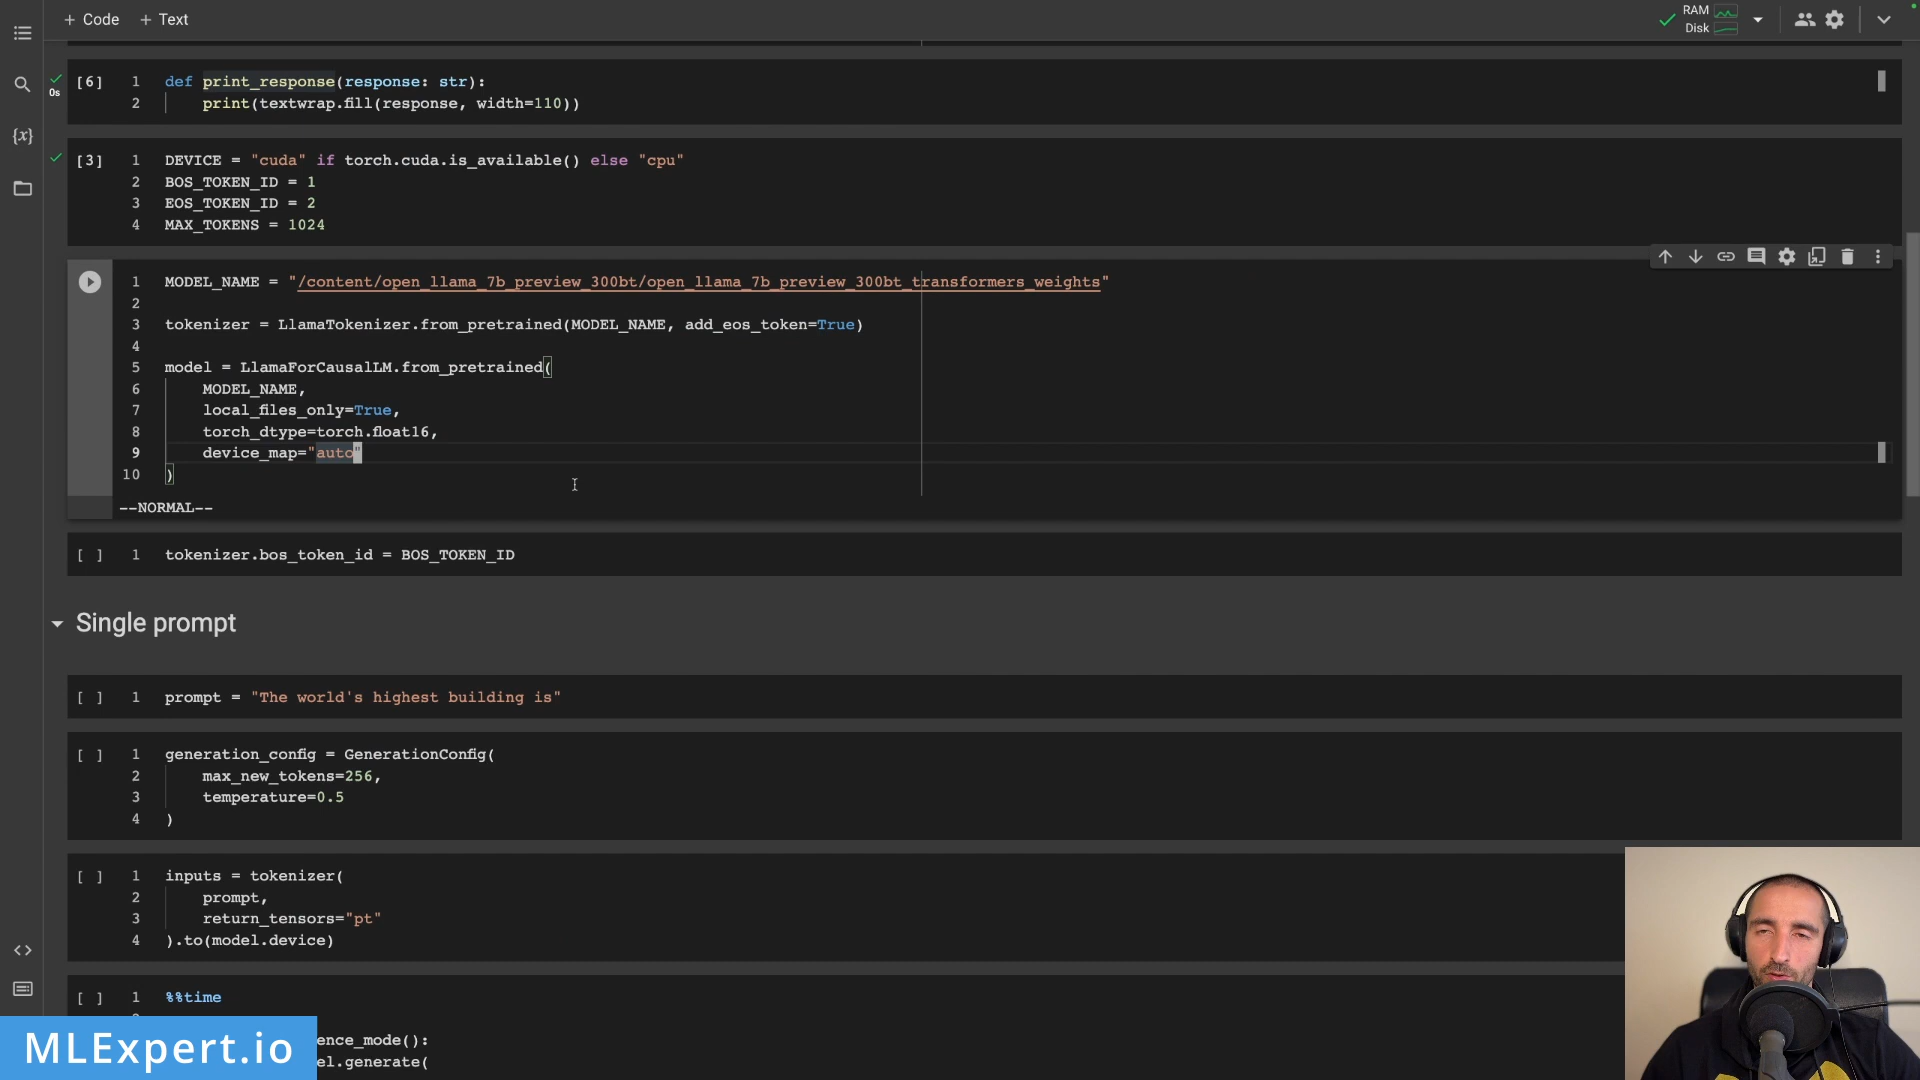 + Code + Text
RAM
Disk
[6] 1 def print_response(response: str):
0s
2 print(textwrap.fill(response, width=110))
[3] 1 DEVICE = "cuda" if torch.cuda.is_available() else "cpu"
2 BOS_TOKEN_ID = 1
3 EOS_TOKEN_ID = 2
4 MAX_TOKENS = 1024
1 MODEL_NAME = "/content/open_llama_7b_preview_300bt/open_llama_7b_preview_300bt_transformers_weights"
2
3 tokenizer = LlamaTokenizer.from_pretrained(MODEL_NAME, add_eos_token=True)
4
5 model = LlamaForCausalLM.from_pretrained(
6 MODEL_NAME,
7 local_files_only=True,
8 torch_dtype=torch.float16,
9 device_map="auto"
10 )
--NORMAL--
[ ] 1 tokenizer.bos_token_id = BOS_TOKEN_ID
Single prompt
[ ] 1 prompt = "The world's highest building is"
[ ] 1 generation_config = GenerationConfig(
2 max_new_tokens=256,
3 temperature=0.5
4 )
[ ] 1 inputs = tokenizer(
2 prompt,
3 return_tensors="pt"
4 ).to(model.device)
[ ] 1 %%time
ence_mode():
el.generate(
MLExpert.io